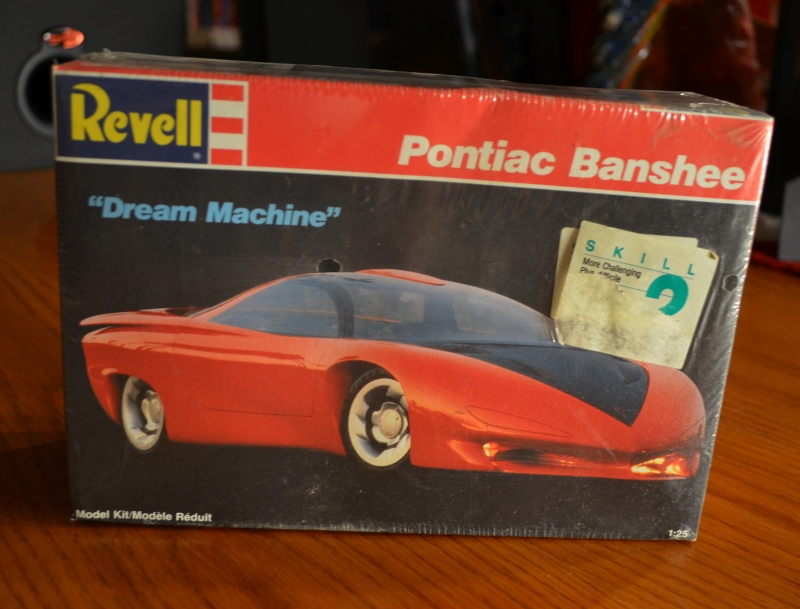 Revell®
Pontiac Banshee
"Dream Machine"
SKILL
More Challenging
2
Model Kit/Modèle Réduit
1:25